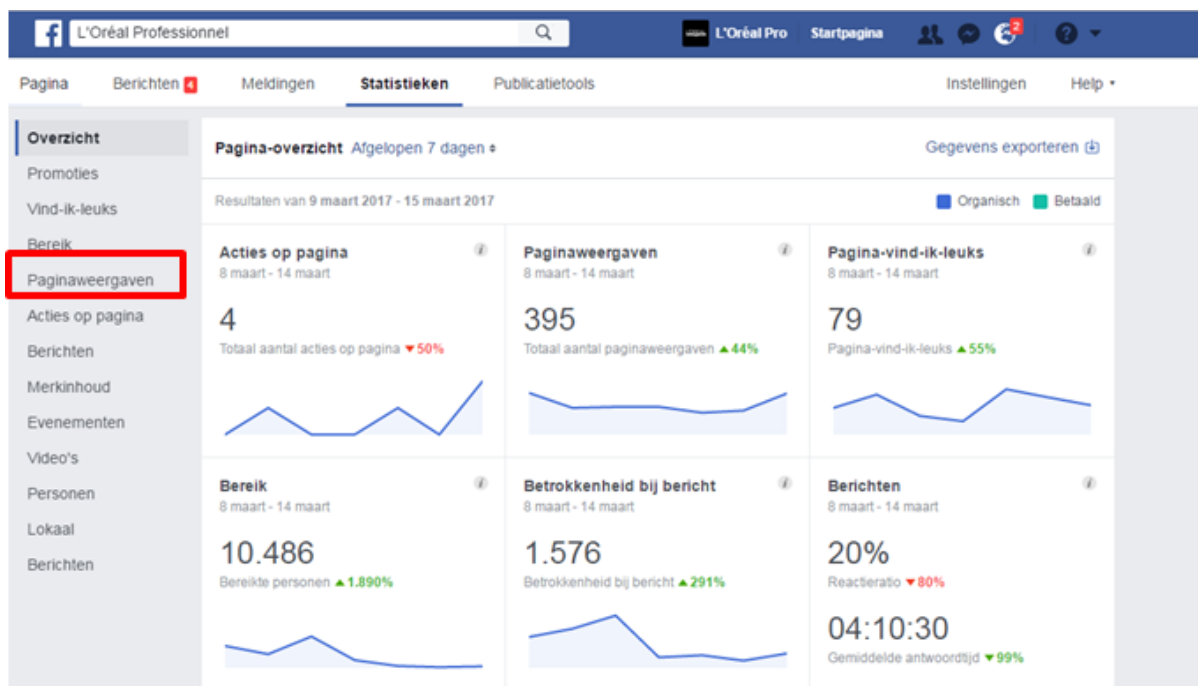 L'Oréal Professionnel
L'Oréal Pro Startpagina 2
Pagina Berichten 4 Meldingen Statistieken Publicatietools Instellingen Help
Overzicht
Promoties
Vind-ik-leuks
Bereik
Paginaweergaven
Acties op pagina
Berichten
Merkinhoud
Evenementen
Video's
Personen
Lokaal
Berichten
Pagina-overzicht Afgelopen 7 dagen
Gegevens exporteren
Resultaten van 9 maart 2017 - 15 maart 2017
Organisch Betaald
Acties op pagina
8 maart - 14 maart
4
Totaal aantal acties op pagina ▼50%
Paginaweergaven
8 maart - 14 maart
395
Totaal aantal paginaweergaven ▲44%
Pagina-vind-ik-leuks
8 maart - 14 maart
79
Pagina-vind-ik-leuks ▲55%
Bereik
8 maart - 14 maart
10.486
Bereikte personen ▲1.890%
Betrokkenheid bij bericht
8 maart - 14 maart
1.576
Betrokkenheid bij bericht ▲291%
Berichten
8 maart - 14 maart
20%
Reactieratio ▼80%
04:10:30
Gemiddelde antwoordtijd ▼99%